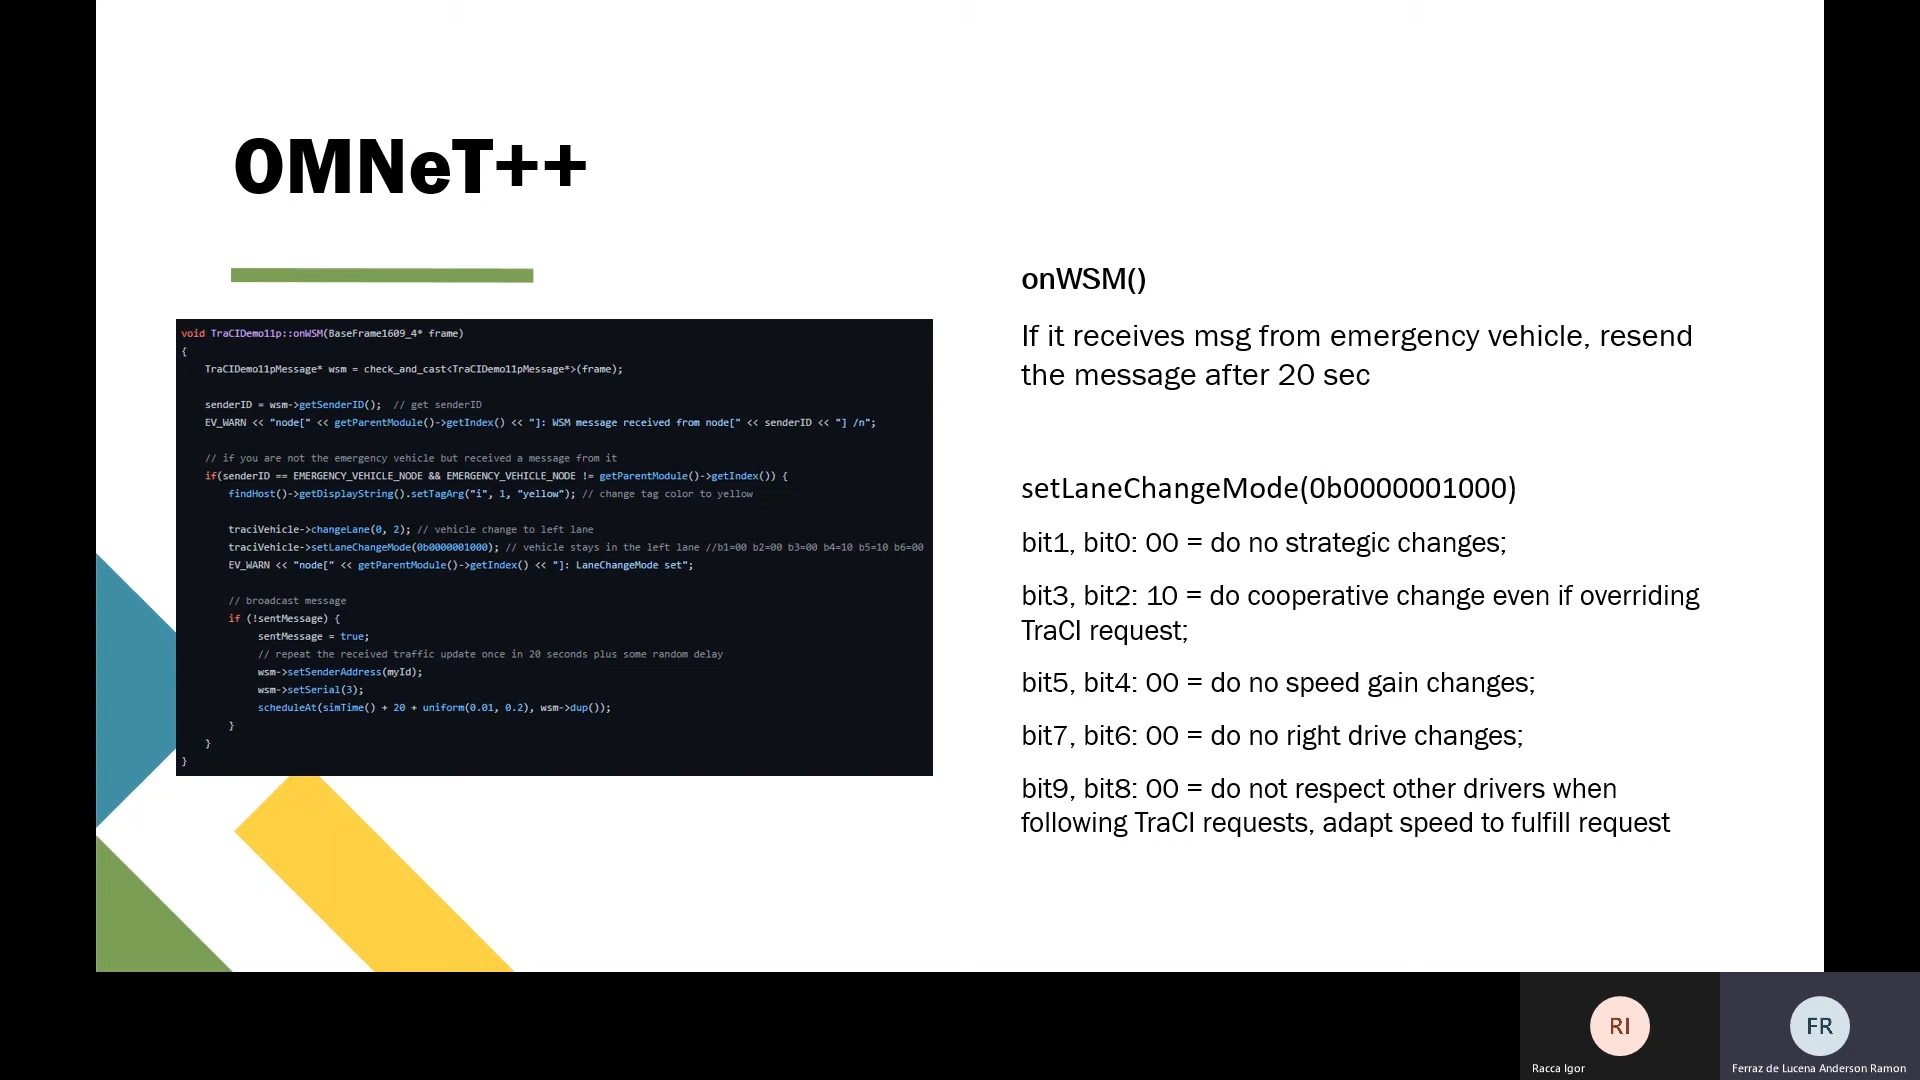 OMNeT++
void TraCIDemo11p::onWSM(BaseFrame1609_4* frame)
{
TraCIDemo11pMessage* wsm = check_and_cast<TraCIDemo11pMessage*>(frame);
senderID = wsm->getSenderID(); // get senderID
EV_WARN << "node[" << getParentModule()->getIndex() << "]: WSM message received from node[" << senderID << "] /n";
// if you are not the emergency vehicle but received a message from it
if(senderID == EMERGENCY_VEHICLE_NODE && EMERGENCY_VEHICLE_NODE != getParentModule()->getIndex()) {
findHost()->getDisplayString().setTagArg("i", 1, "yellow"); // change tag color to yellow
traciVehicle->changeLane(0, 2); // vehicle change to left lane
traciVehicle->setLaneChangeMode(0b0000001000); // vehicle stays in the left lane //b1=00 b2=00 b3=00 b4=10 b5=10 b6=00
EV_WARN << "node[" << getParentModule()->getIndex() << "]: LaneChangeMode set";
// broadcast message
if (!sentMessage) {
sentMessage = true;
// repeat the received traffic update once in 20 seconds plus some random delay
wsm->setSenderAddress(myId);
wsm->setSerial(3);
scheduleAt(simTime() + 20 + uniform(0.01, 0.2), wsm->dup());
}
}
}
onWSM()
If it receives msg from emergency vehicle, resend
the message after 20 sec
setLaneChangeMode(0b0000001000)
bit1, bit0: 00 = do no strategic changes;
bit3, bit2: 10 = do cooperative change even if overriding
TraCI request;
bit5, bit4: 00 = do no speed gain changes;
bit7, bit6: 00 = do no right drive changes;
bit9, bit8: 00 = do not respect other drivers when
following TraCI requests, adapt speed to fulfill request
RI
Racca Igor
FR
Ferraz de Lucena Anderson Ramon